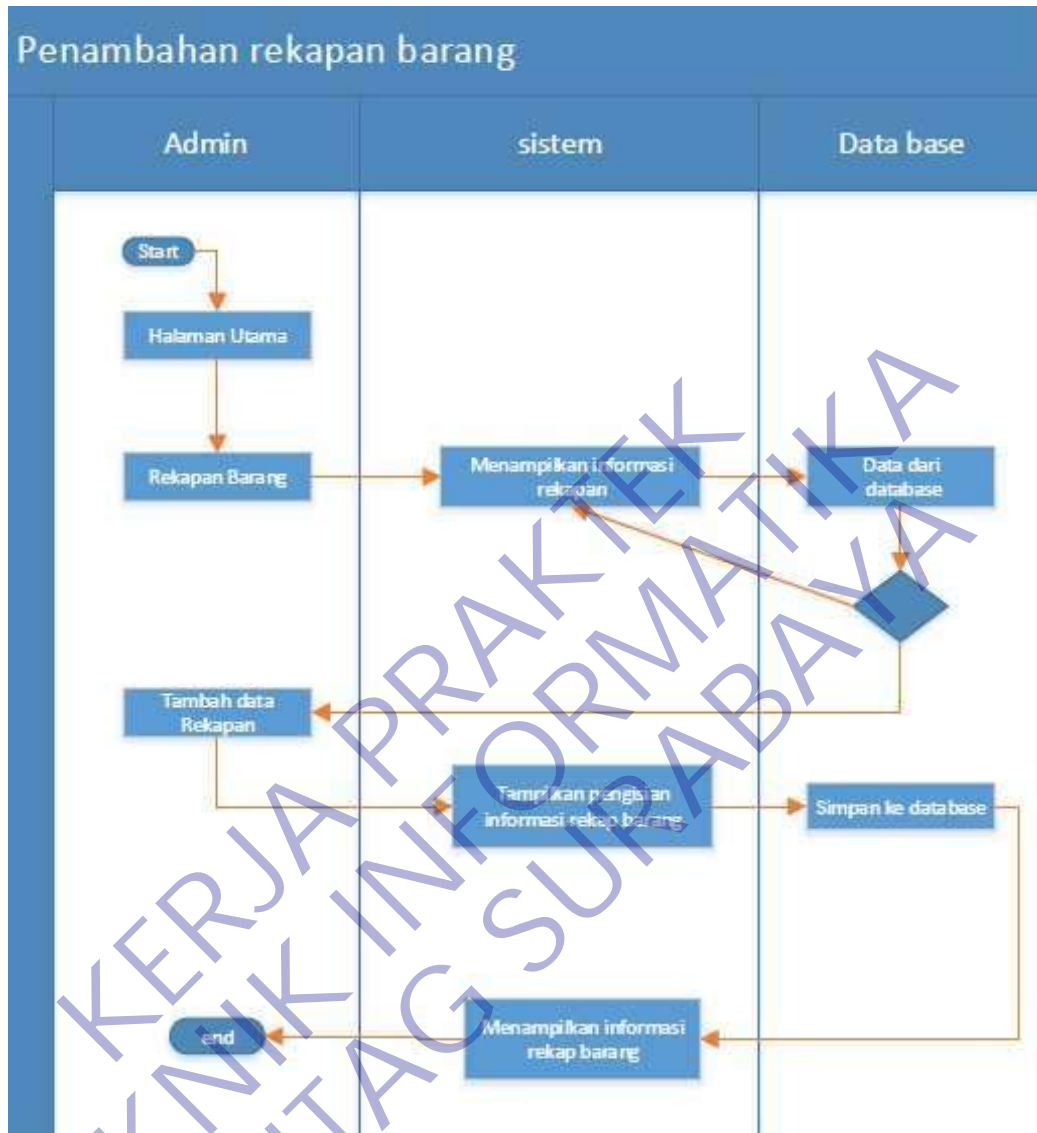 Penambahan rekapan barang
Admin
sistem
Data base
Start
Halaman Utama
Rekapan Barang
Menampilkan informasi
rekapan
Data dari
database
Tambah data
Rekapan
Tampilkan pengisian
informasi rekap barang
Simpan ke database
end
Menampilkan informasi
rekap barang
KERJA PRAKTEK
KNIK INFORMATIKA
TAG SURABAYA